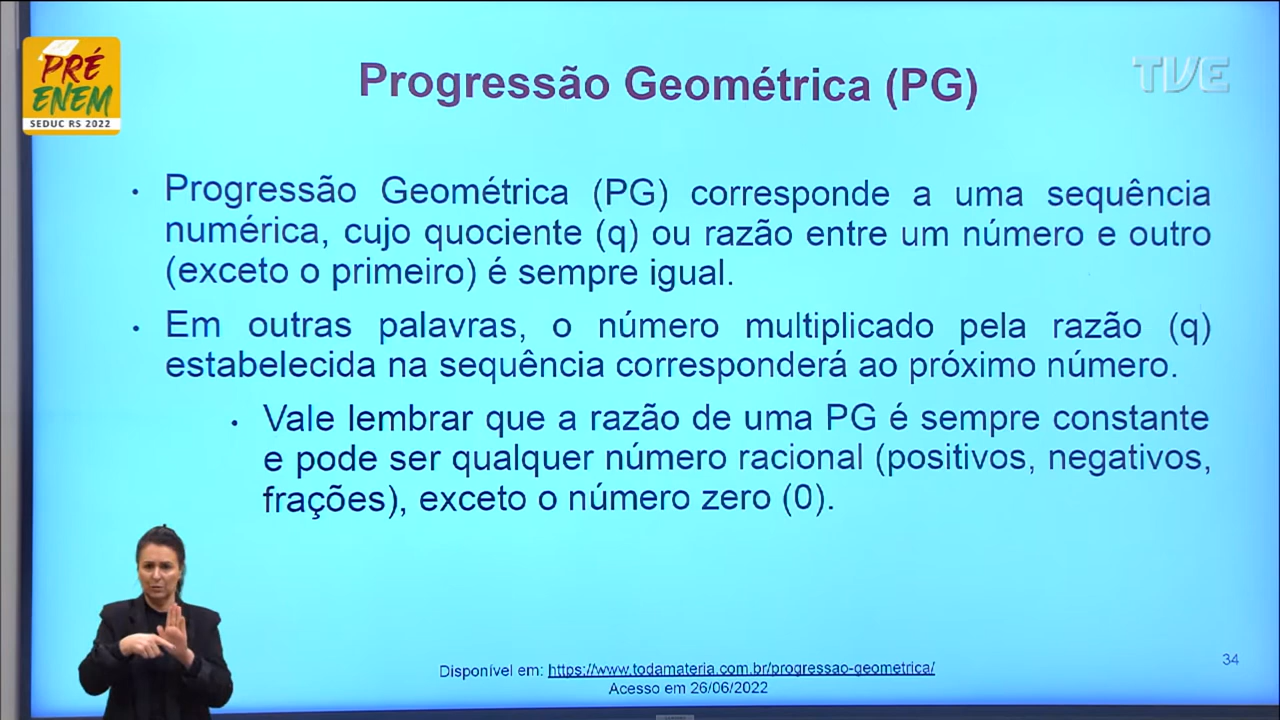 PRÉ
ENEM
SEDUC RS 2022
Progressão Geométrica (PG)
TVE
• Progressão Geométrica (PG) corresponde a uma sequência
numérica, cujo quociente (q) ou razão entre um número e outro
(exceto o primeiro) é sempre igual.
• Em outras palavras, o número multiplicado pela razão (q)
estabelecida na sequência corresponderá ao próximo número.
• Vale lembrar que a razão de uma PG é sempre constante
e pode ser qualquer número racional (positivos, negativos,
frações), exceto o número zero (0).
Disponível em: https://www.todamateria.com.br/progressao-geometrica/
Acesso em 26/06/2022
34